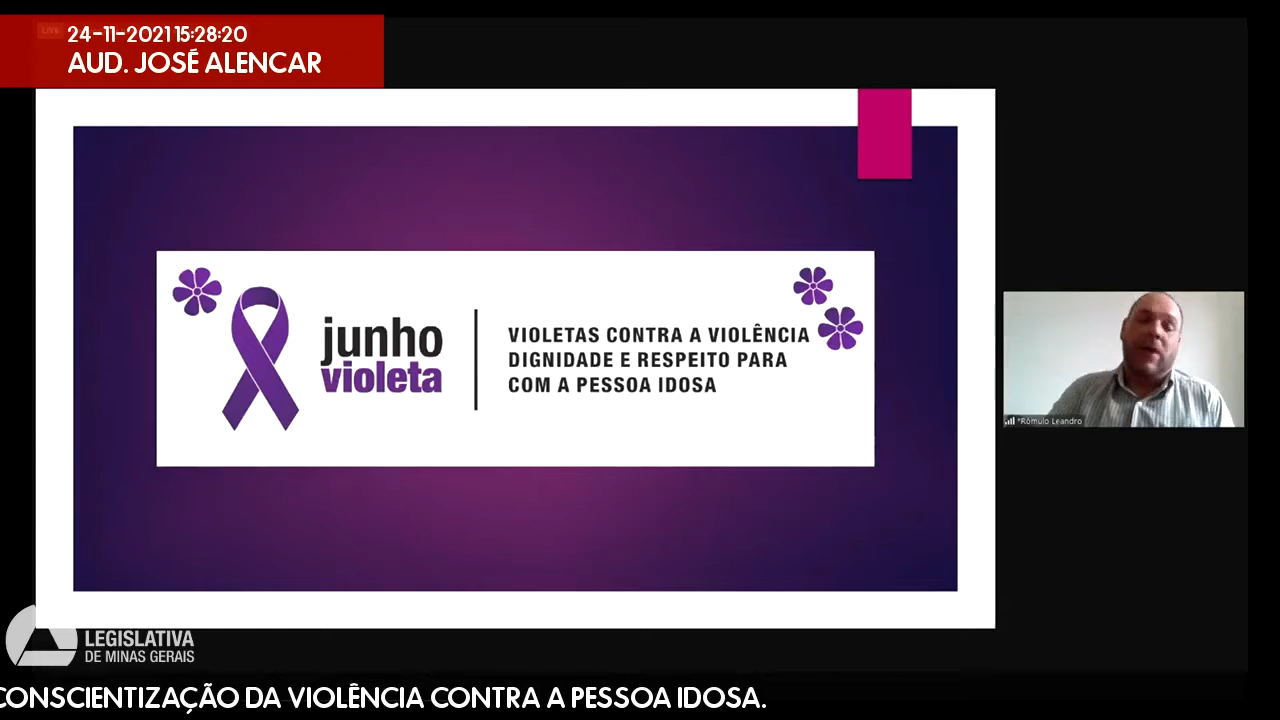 24-11-2021 15:28:20
AUD. JOSÉ ALENCAR
LIVE
junho
violeta
VIOLETAS CONTRA A VIOLÊNCIA
DIGNIDADE E RESPEITO PARA
COM A PESSOA IDOSA
*Rômulo Leandro
LEGISLATIVA
DE MINAS GERAIS
CONSCIENTIZAÇÃO DA VIOLÊNCIA CONTRA A PESSOA IDOSA.